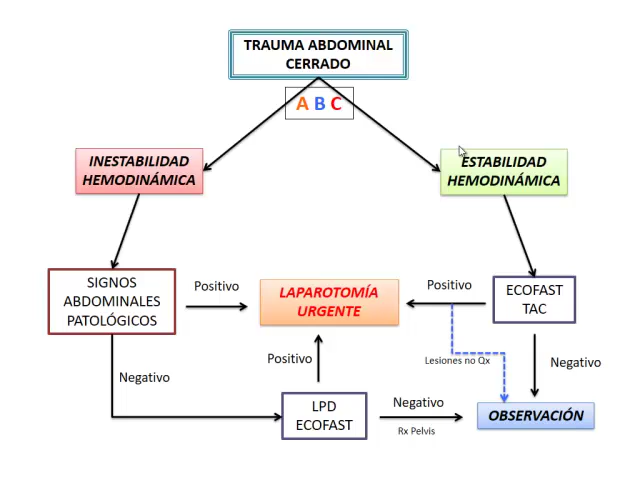 TRAUMA ABDOMINAL
CERRADO
A B C
INESTABILIDAD
HEMODINÁMICA
ESTABILIDAD
HEMODINÁMICA
SIGNOS
ABDOMINALES
PATOLÓGICOS
Positivo
LAPAROTOMÍA
URGENTE
Positivo
ECOFAST
TAC
Negativo
Positivo
Lesiones no Qx
Negativo
LPD
ECOFAST
Negativo
Rx Pelvis
OBSERVACIÓN